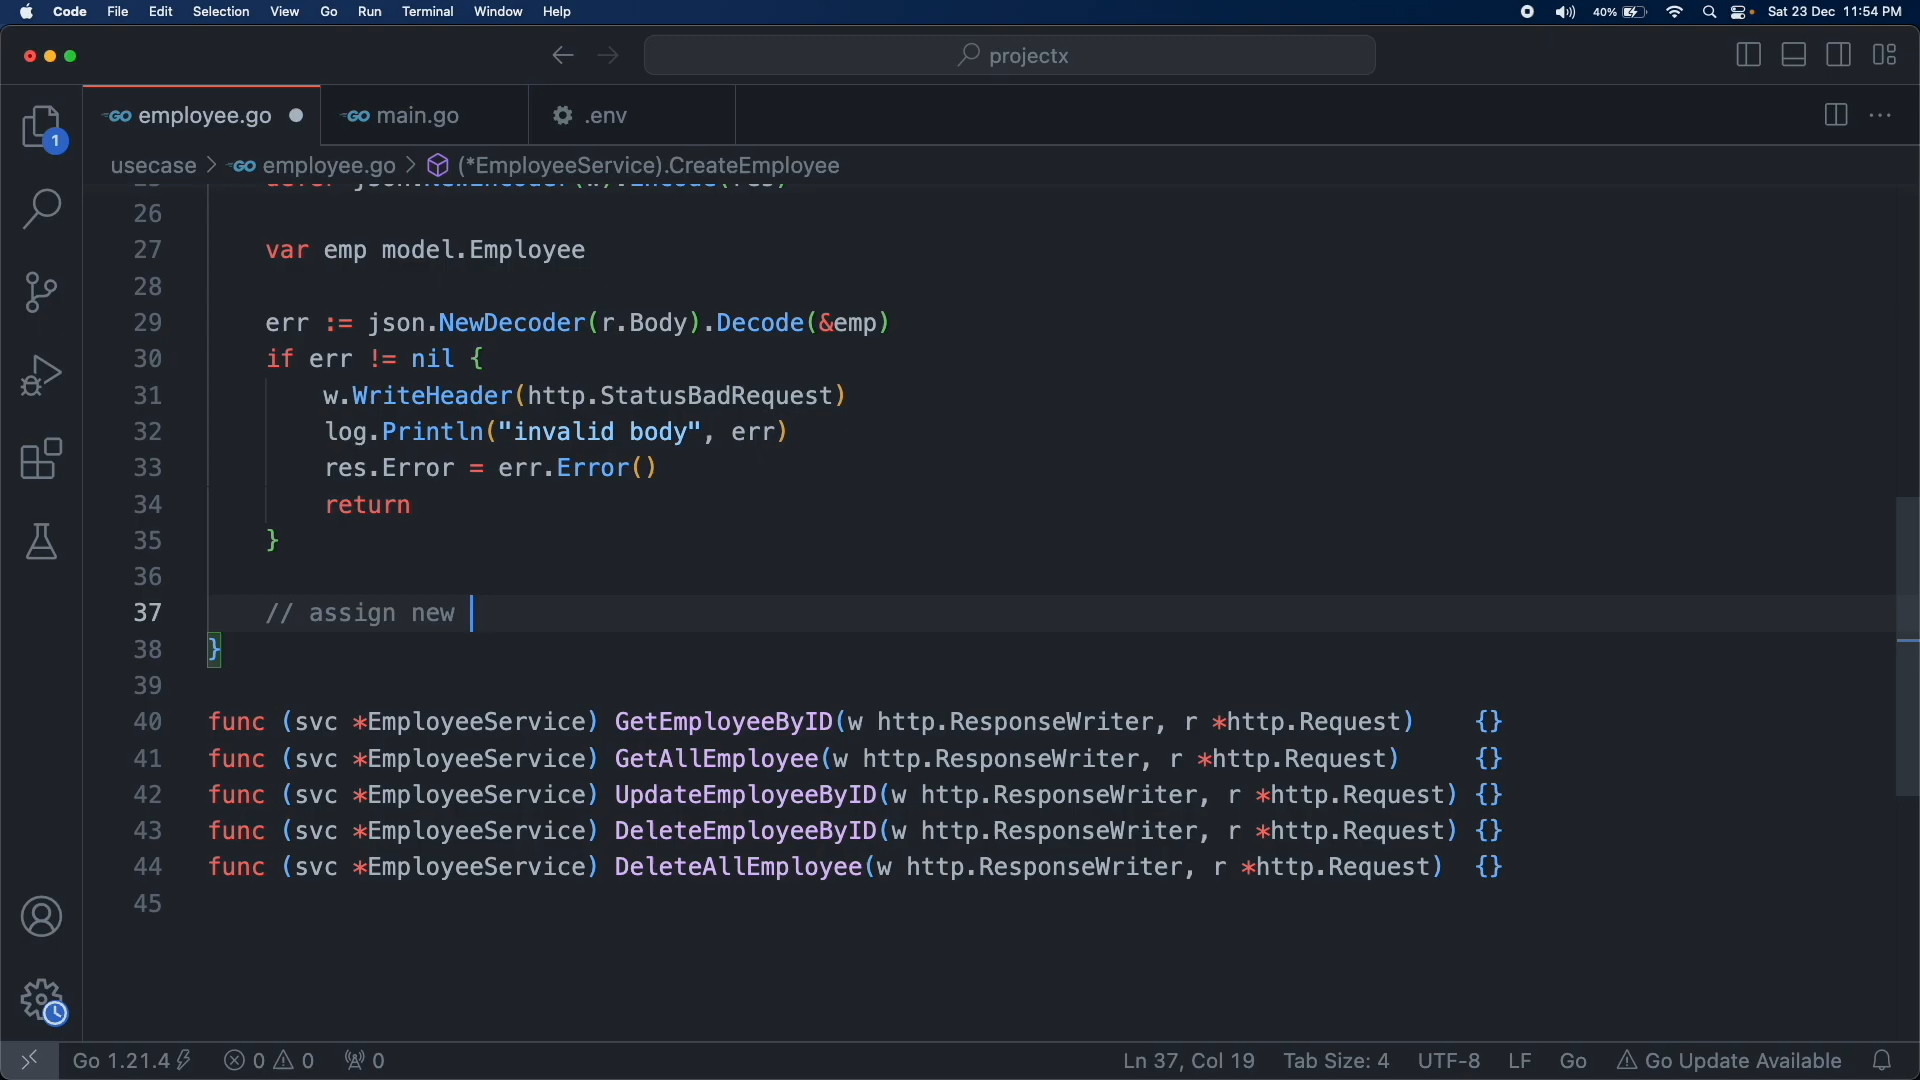 Code File Edit Selection View Go Run Terminal Window Help 40% Sat 23 Dec 11:54 PM
projectx
GO employee.go GO main.go .env
1
usecase > GO employee.go > (*EmployeeService).CreateEmployee
26
27 var emp model.Employee
28
29 err := json.NewDecoder(r.Body).Decode(&emp)
30 if err != nil {
31 w.WriteHeader(http.StatusBadRequest)
32 log.Println("invalid body", err)
33 res.Error = err.Error()
34 return
35 }
36
37 // assign new
38 }
39
40 func (svc *EmployeeService) GetEmployeeByID(w http.ResponseWriter, r *http.Request) {}
41 func (svc *EmployeeService) GetAllEmployee(w http.ResponseWriter, r *http.Request) {}
42 func (svc *EmployeeService) UpdateEmployeeByID(w http.ResponseWriter, r *http.Request) {}
43 func (svc *EmployeeService) DeleteEmployeeByID(w http.ResponseWriter, r *http.Request) {}
44 func (svc *EmployeeService) DeleteAllEmployee(w http.ResponseWriter, r *http.Request) {}
45
Go 1.21.4 0 0 0 Ln 37, Col 19 Tab Size: 4 UTF-8 LF Go Go Update Available